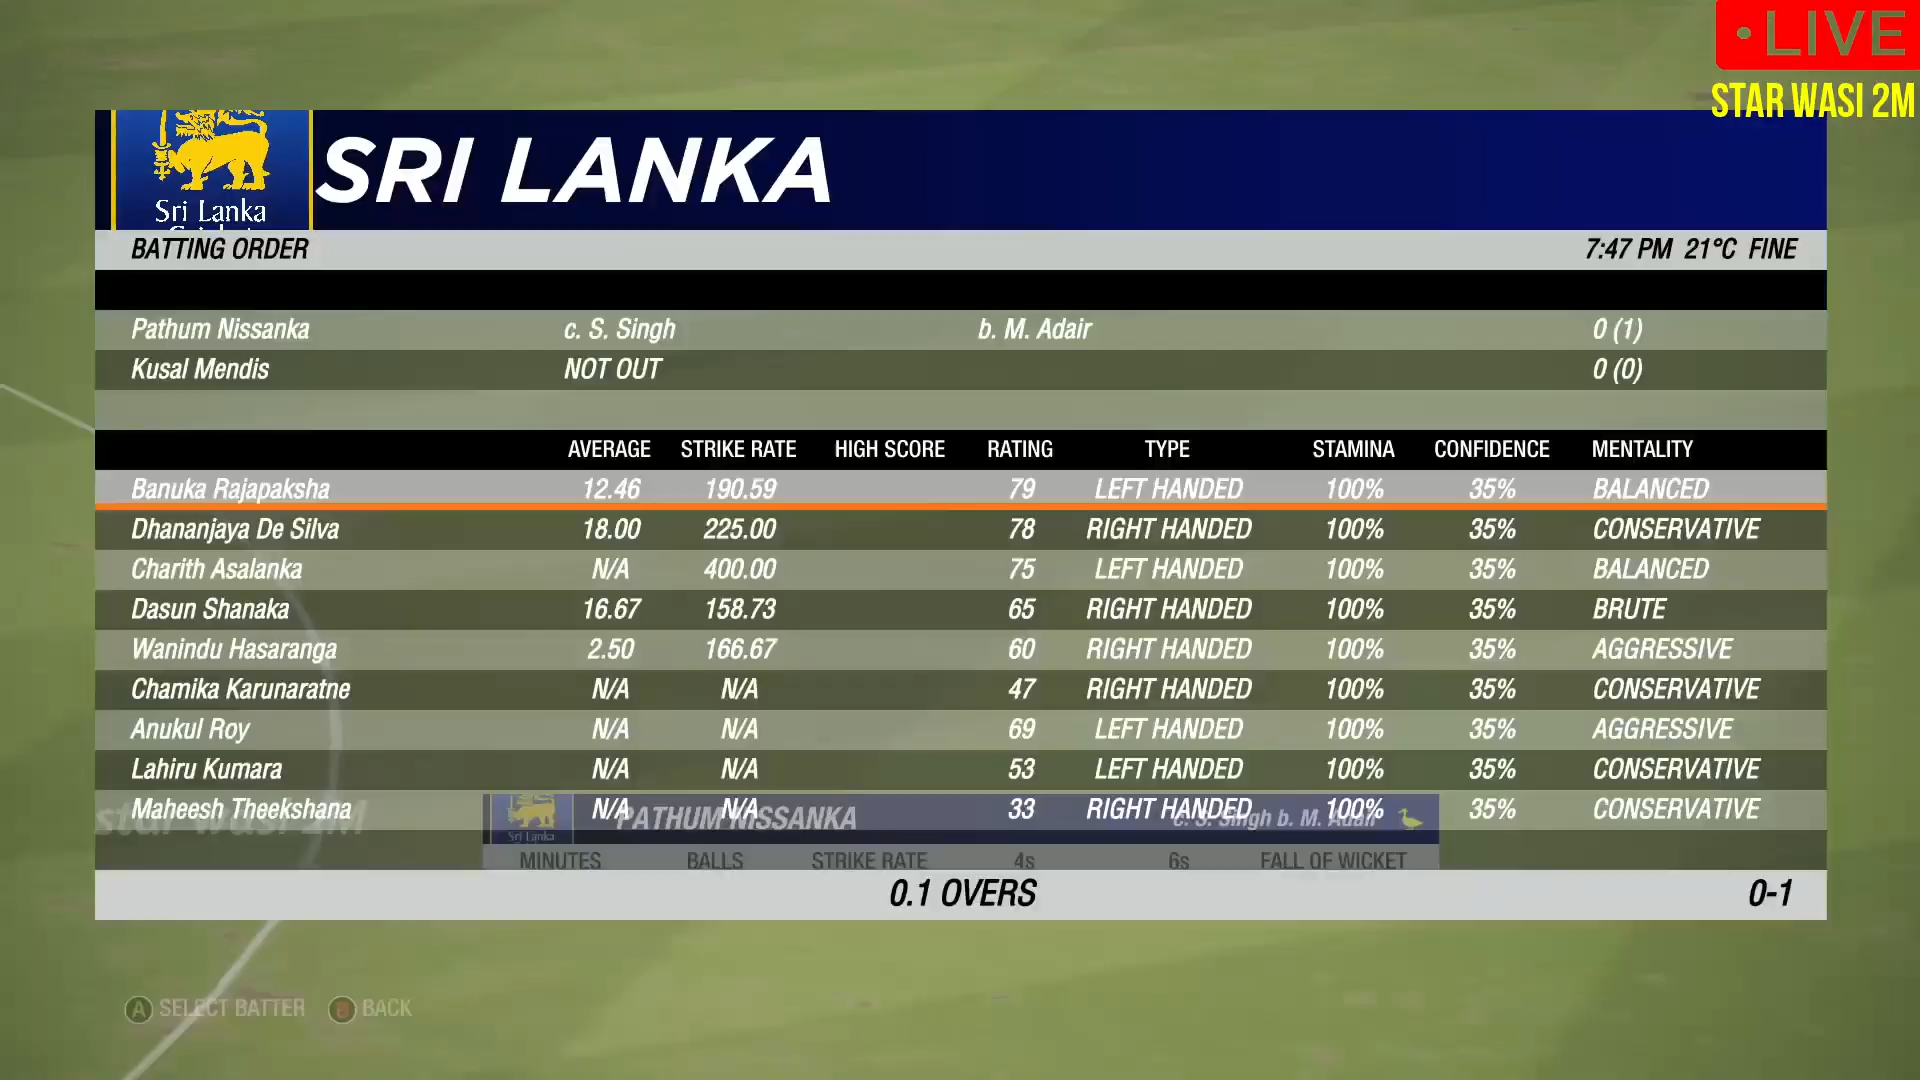 LIVE
STAR WASI 2M
Sri Lanka
SRI LANKA
BATTING ORDER 7:47 PM 21°C FINE
Pathum Nissanka c. S. Singh b. M. Adair 0 (1)
Kusal Mendis NOT OUT 0 (0)
AVERAGE STRIKE RATE HIGH SCORE RATING TYPE STAMINA CONFIDENCE MENTALITY
Banuka Rajapaksha 12.46 190.59 79 LEFT HANDED 100% 35% BALANCED
Dhananjaya De Silva 18.00 225.00 78 RIGHT HANDED 100% 35% CONSERVATIVE
Charith Asalanka N/A 400.00 75 LEFT HANDED 100% 35% BALANCED
Dasun Shanaka 16.67 158.73 65 RIGHT HANDED 100% 35% BRUTE
Wanindu Hasaranga 2.50 166.67 60 RIGHT HANDED 100% 35% AGGRESSIVE
Chamika Karunaratne N/A N/A 47 RIGHT HANDED 100% 35% CONSERVATIVE
Anukul Roy N/A N/A 69 LEFT HANDED 100% 35% AGGRESSIVE
Lahiru Kumara N/A N/A 53 LEFT HANDED 100% 35% CONSERVATIVE
Maheesh Theekshana N/A N/A 33 RIGHT HANDED 100% 35% CONSERVATIVE
star wasi 2M
Sri Lanka
PATHUM NISSANKA c. S. Singh b. M. Adair
MINUTES BALLS STRIKE RATE 4s 6s FALL OF WICKET
0.1 OVERS 0-1
A SELECT BATTER B BACK